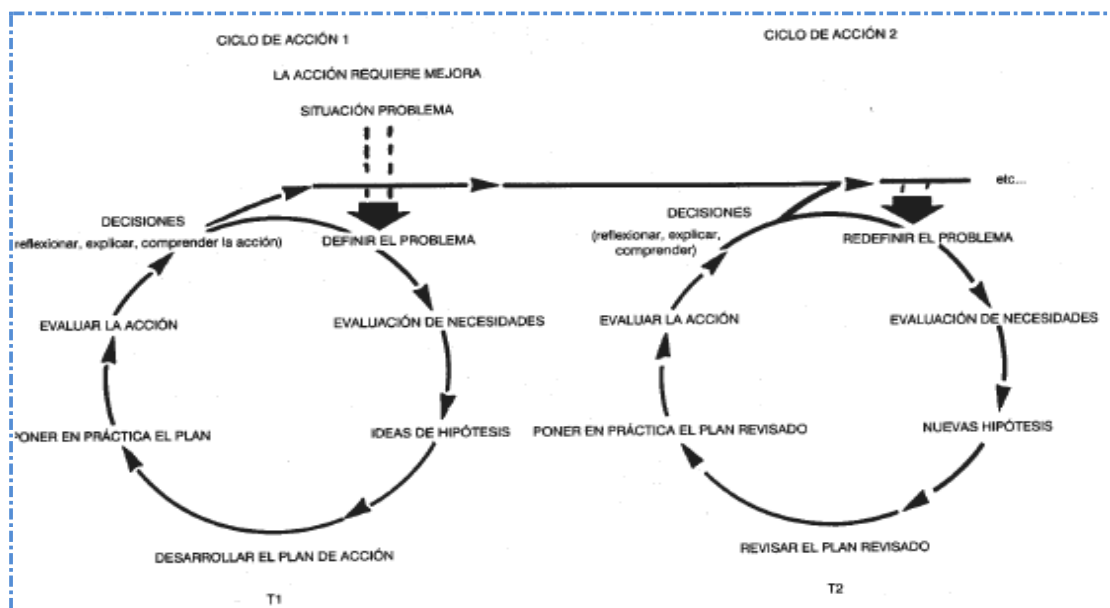 CICLO DE ACCIÓN 1
LA ACCIÓN REQUIERE MEJORA
SITUACIÓN PROBLEMA
DECISIONES
reflexionar, explicar, comprender la acción)
DEFINIR EL PROBLEMA
EVALUAR LA ACCIÓN
EVALUACIÓN DE NECESIDADES
PONER EN PRÁCTICA EL PLAN
IDEAS DE HIPÓTESIS
DESARROLLAR EL PLAN DE ACCIÓN
T1
CICLO DE ACCIÓN 2
etc...
DECISIONES
(reflexionar, explicar,
comprender)
REDEFINIR EL PROBLEMA
EVALUAR LA ACCIÓN
EVALUACIÓN DE NECESIDADES
PONER EN PRÁCTICA EL PLAN REVISADO
NUEVAS HIPÓTESIS
REVISAR EL PLAN REVISADO
T2